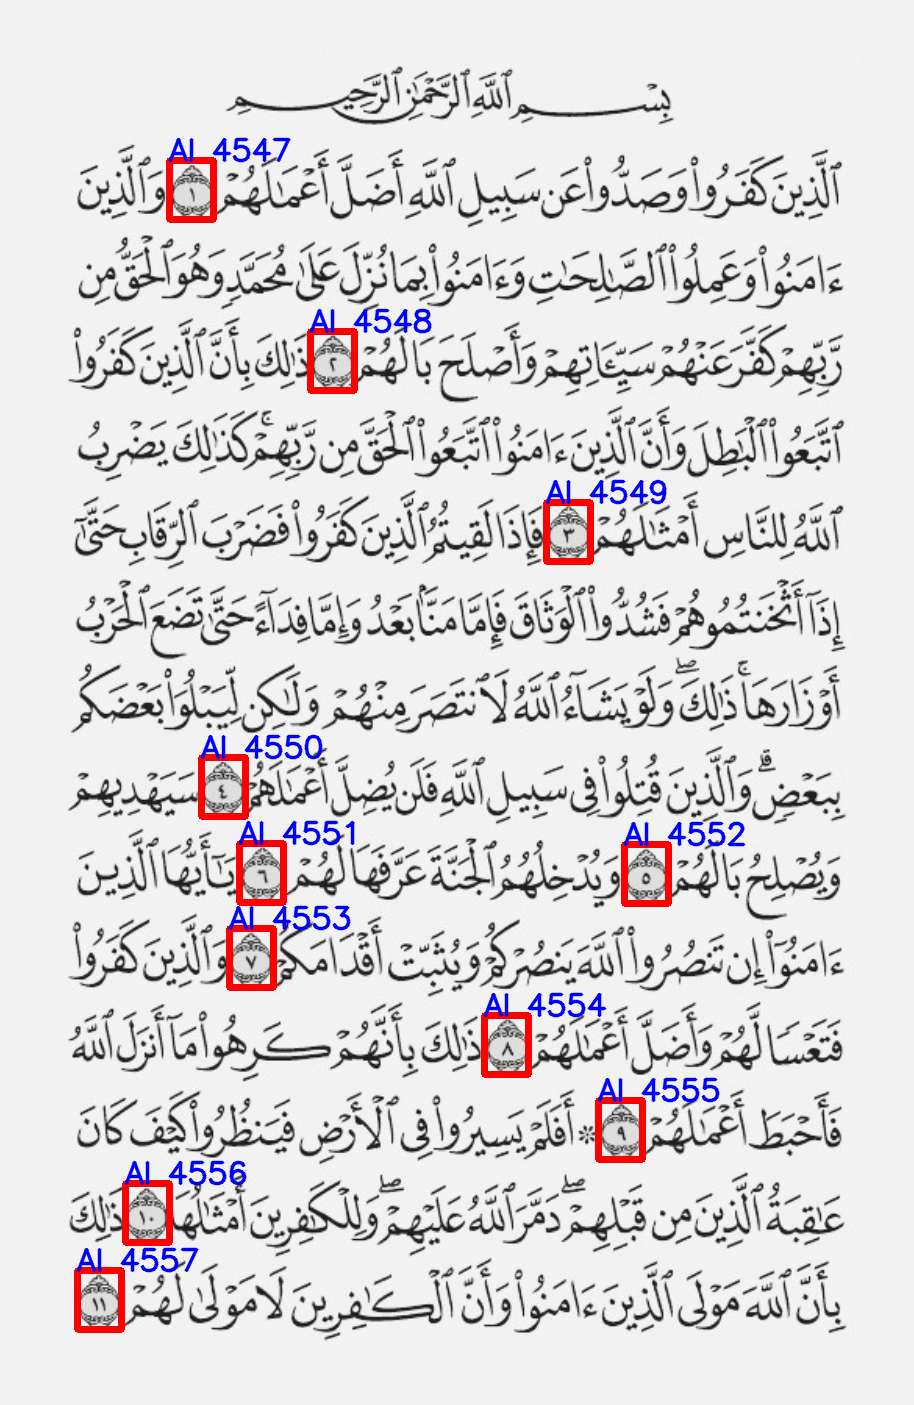 بِسْمِ ٱللَّهِ ٱلرَّحْمَٰنِ ٱلرَّحِيمِ
AI 4547
ٱلَّذِينَ كَفَرُوا۟ وَصَدُّوا۟ عَن سَبِيلِ ٱللَّهِ أَضَلَّ أَعْمَٰلَهُمْ ١ وَٱلَّذِينَ
ءَامَنُوا۟ وَعَمِلُوا۟ ٱلصَّٰلِحَٰتِ وَءَامَنُوا۟ بِمَا نُزِّلَ عَلَىٰ مُحَمَّدٍ وَهُوَ ٱلْحَقُّ مِن
AI 4548
رَّبِّهِمْ كَفَّرَ عَنْهُمْ سَيِّـَٔاتِهِمْ وَأَصْلَحَ بَالَهُمْ ٢ ذَٰلِكَ بِأَنَّ ٱلَّذِينَ كَفَرُوا۟
ٱتَّبَعُوا۟ ٱلْبَٰطِلَ وَأَنَّ ٱلَّذِينَ ءَامَنُوا۟ ٱتَّبَعُوا۟ ٱلْحَقَّ مِن رَّبِّهِمْ ۚ كَذَٰلِكَ يَضْرِبُ
AI 4549
ٱللَّهُ لِلنَّاسِ أَمْثَٰلَهُمْ ٣ فَإِذَا لَقِيتُمُ ٱلَّذِينَ كَفَرُوا۟ فَضَرْبَ ٱلرِّقَابِ حَتَّىٰٓ
إِذَآ أَثْخَنتُمُوهُمْ فَشُدُّوا۟ ٱلْوَثَاقَ فَإِمَّا مَنًّۢا بَعْدُ وَإِمَّا فِدَآءً حَتَّىٰ تَضَعَ ٱلْحَرْبُ
أَوْزَارَهَا ۚ ذَٰلِكَ ۖ وَلَوْ يَشَآءُ ٱللَّهُ لَٱنتَصَرَ مِنْهُمْ وَلَٰكِن لِّيَبْلُوَا۟ بَعْضَكُم
AI 4550
بِبَعْضٍ ۗ وَٱلَّذِينَ قُتِلُوا۟ فِى سَبِيلِ ٱللَّهِ فَلَن يُضِلَّ أَعْمَٰلَهُمْ ٤ سَيَهْدِيهِمْ
AI 4552 AI 4551
وَيُصْلِحُ بَالَهُمْ ٥ وَيُدْخِلُهُمُ ٱلْجَنَّةَ عَرَّفَهَا لَهُمْ ٦ يَٰٓأَيُّهَا ٱلَّذِينَ
AI 4553
ءَامَنُوٓا۟ إِن تَنصُرُوا۟ ٱللَّهَ يَنصُرْكُمْ وَيُثَبِّتْ أَقْدَامَكُمْ ٧ وَٱلَّذِينَ كَفَرُوا۟
AI 4554
فَتَعْسًا لَّهُمْ وَأَضَلَّ أَعْمَٰلَهُمْ ٨ ذَٰلِكَ بِأَنَّهُمْ كَرِهُوا۟ مَآ أَنزَلَ ٱللَّهُ
AI 4555
فَأَحْبَطَ أَعْمَٰلَهُمْ ٩ ۞ أَفَلَمْ يَسِيرُوا۟ فِى ٱلْأَرْضِ فَيَنظُرُوا۟ كَيْفَ كَانَ
AI 4556
عَٰقِبَةُ ٱلَّذِينَ مِن قَبْلِهِمْ ۖ دَمَّرَ ٱللَّهُ عَلَيْهِمْ ۖ وَلِلْكَٰفِرِينَ أَمْثَٰلُهَا ١٠ ذَٰلِكَ
AI 4557
بِأَنَّ ٱللَّهَ مَوْلَى ٱلَّذِينَ ءَامَنُوا۟ وَأَنَّ ٱلْكَٰفِرِينَ لَا مَوْلَىٰ لَهُمْ ١١